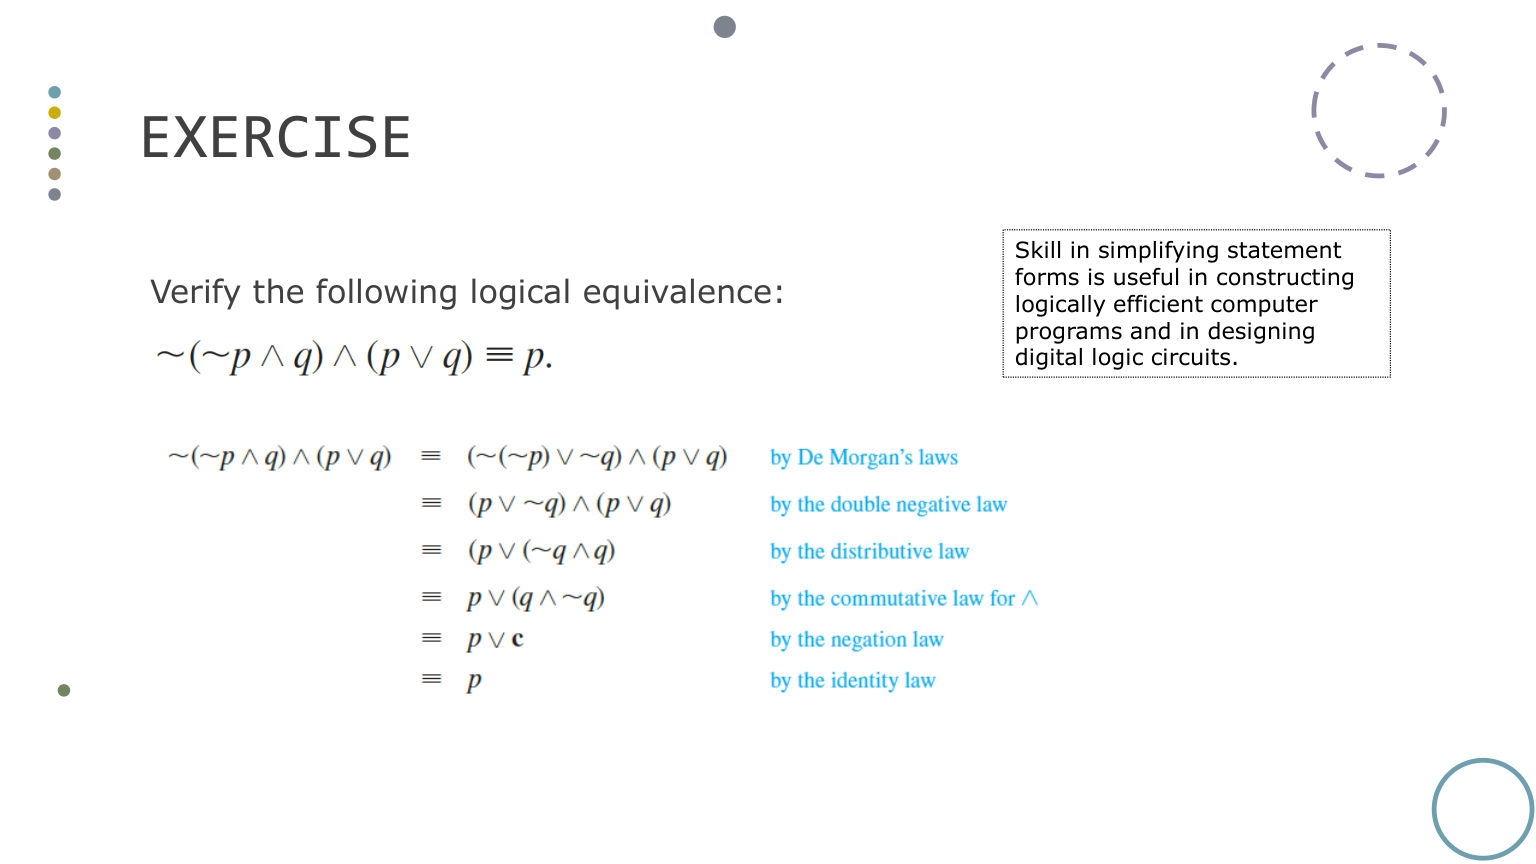 EXERCISE
Verify the following logical equivalence:
∼(∼p ∧ q) ∧ (p ∨ q) ≡ p.
Skill in simplifying statement
forms is useful in constructing
logically efficient computer
programs and in designing
digital logic circuits.
∼(∼p ∧ q) ∧ (p ∨ q) ≡ (∼(∼p) ∨ ∼q) ∧ (p ∨ q) by De Morgan’s laws
≡ (p ∨ ∼q) ∧ (p ∨ q) by the double negative law
≡ (p ∨ (∼q ∧ q) by the distributive law
≡ p ∨ (q ∧ ∼q) by the commutative law for ∧
≡ p ∨ c by the negation law
≡ p by the identity law